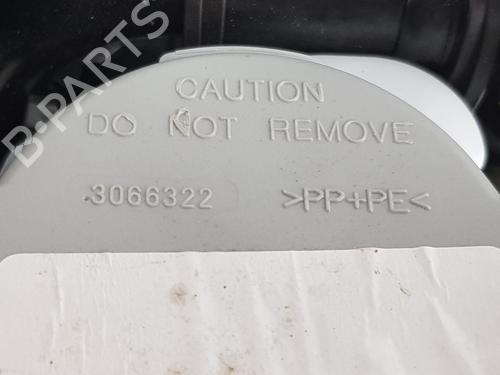 CAUTION
DO NOT REMOVE
3066322 >PP+PE<
B-PARTS